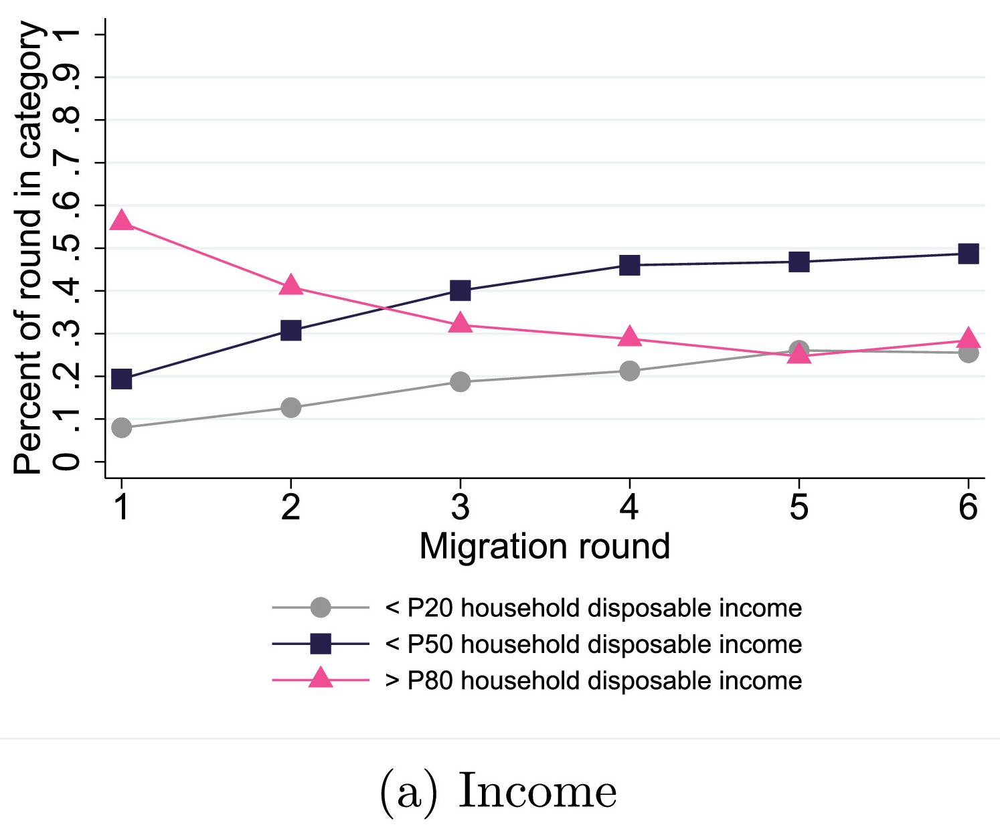 Percent of round in category
1
.9
.8
.7
.6
.5
.4
.3
.2
.1
0
1 2 3 4 5 6
Migration round
< P20 household disposable income
< P50 household disposable income
> P80 household disposable income
(a) Income